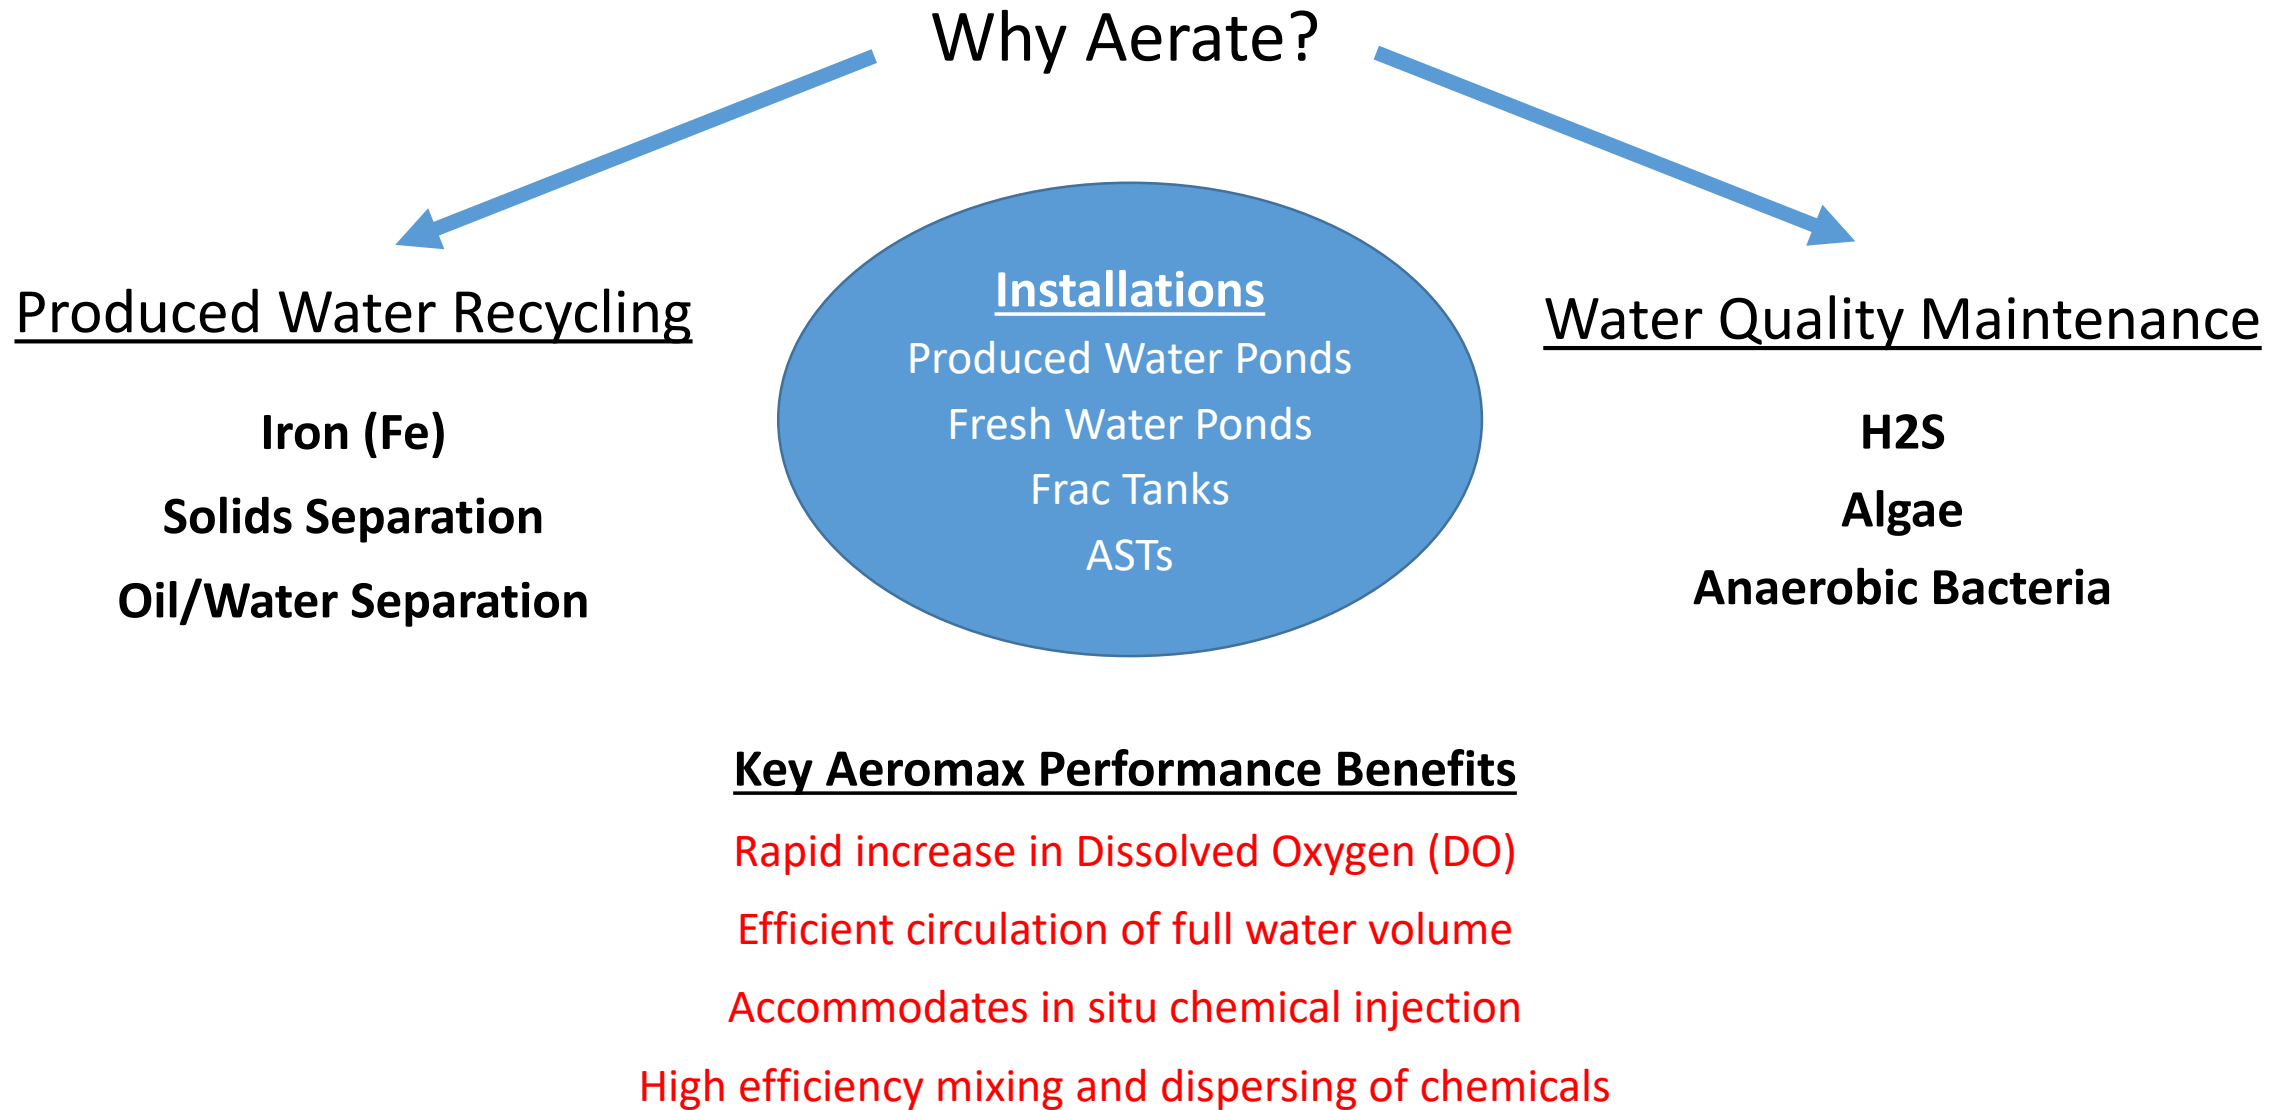 Why Aerate?
Produced Water Recycling
Iron (Fe)
Solids Separation
Oil/Water Separation
Installations
Produced Water Ponds
Fresh Water Ponds
Frac Tanks
ASTs
Water Quality Maintenance
H2S
Algae
Anaerobic Bacteria
Key Aeromax Performance Benefits
Rapid increase in Dissolved Oxygen (DO)
Efficient circulation of full water volume
Accommodates in situ chemical injection
High efficiency mixing and dispersing of chemicals